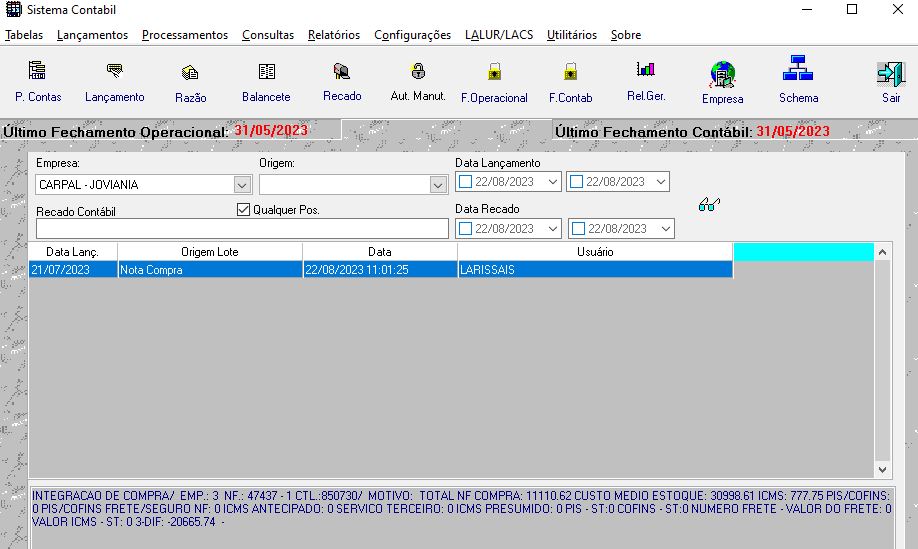 Sistema Contabil
Tabelas Lançamentos Processamentos Consultas Relatórios Configurações LALUR/LACS Utilitários Sobre
P. Contas Lançamento Razão Balancete Recado Aut. Manut. F.Operacional F.Contab Rel.Ger. Empresa Schema Sair
Último Fechamento Operacional: 31/05/2023 Último Fechamento Contábil: 31/05/2023
Empresa: Origem: Data Lançamento
CARPAL - JOVIANIA 22/08/2023 22/08/2023
Recado Contábil Qualquer Pos. Data Recado
22/08/2023 22/08/2023
Data Lanç. Origem Lote Data Usuário
21/07/2023 Nota Compra 22/08/2023 11:01:25 LARISSAIS
INTEGRACAO DE COMPRA/ EMP.: 3 NF.: 47437 - 1 CTL.:850730/ MOTIVO: TOTAL NF COMPRA: 11110.62 CUSTO MEDIO ESTOQUE: 30998.61 ICMS: 777.75 PIS/COFINS:
0 PIS/COFINS FRETE/SEGURO NF: 0 ICMS ANTECIPADO: 0 SERVICO TERCEIRO: 0 ICMS PRESUMIDO: 0 PIS - ST:0 COFINS - ST:0 NUMERO FRETE - VALOR DO FRETE: 0
VALOR ICMS - ST: 0 3-DIF: -20665.74 -